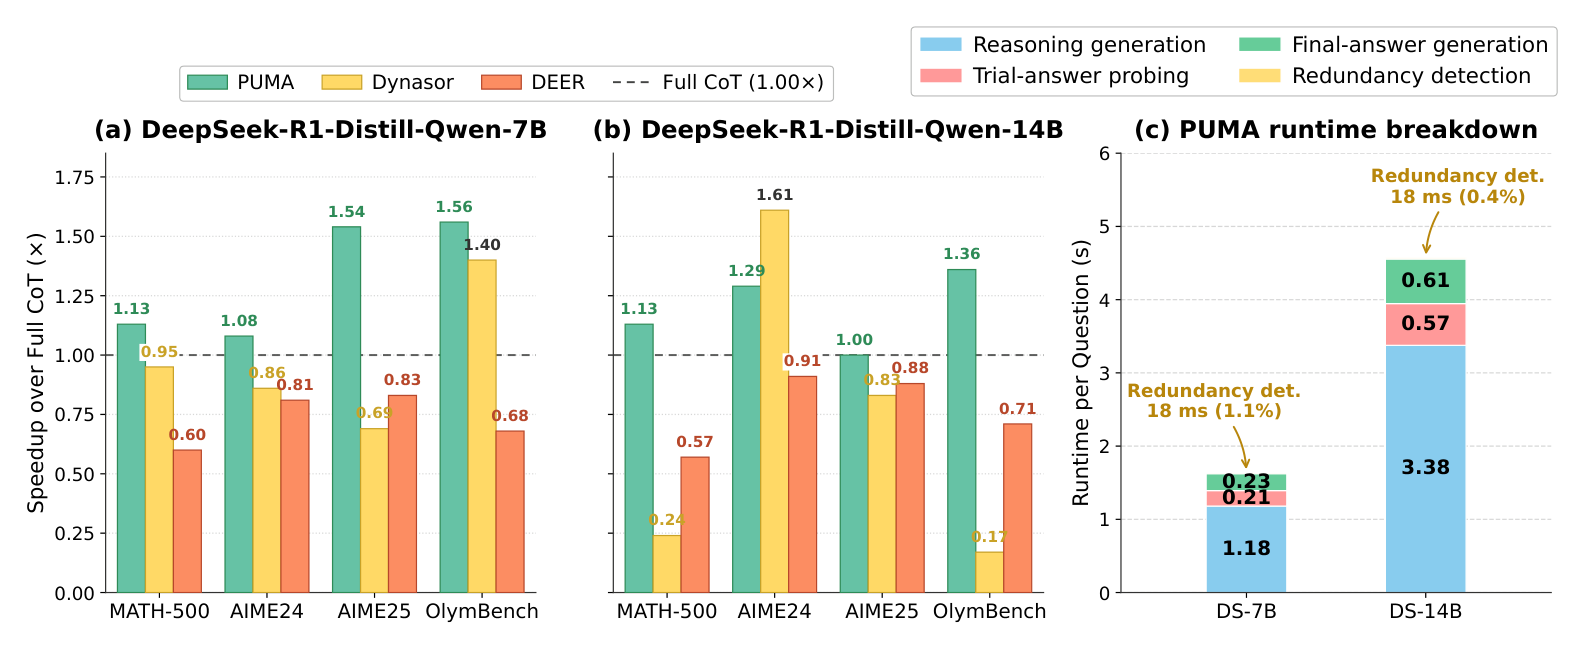 PUMA
Dynasor
DEER
Full CoT (1.00×)
Reasoning generation
Final-answer generation
Trial-answer probing
Redundancy detection
(a) DeepSeek-R1-Distill-Qwen-7B
Speedup over Full CoT (×)
1.75
1.50
1.25
1.00
0.75
0.50
0.25
0.00
1.13
0.95
0.60
1.08
0.86
0.81
1.54
0.69
0.83
1.56
1.40
0.68
MATH-500
AIME24
AIME25
OlymBench
(b) DeepSeek-R1-Distill-Qwen-14B
1.13
0.24
0.57
1.29
1.61
0.91
1.00
0.83
0.88
1.36
0.17
0.71
MATH-500
AIME24
AIME25
OlymBench
(c) PUMA runtime breakdown
Runtime per Question (s)
6
5
4
3
2
1
0
Redundancy det.
18 ms (1.1%)
0.23
0.21
1.18
Redundancy det.
18 ms (0.4%)
0.61
0.57
3.38
DS-7B
DS-14B